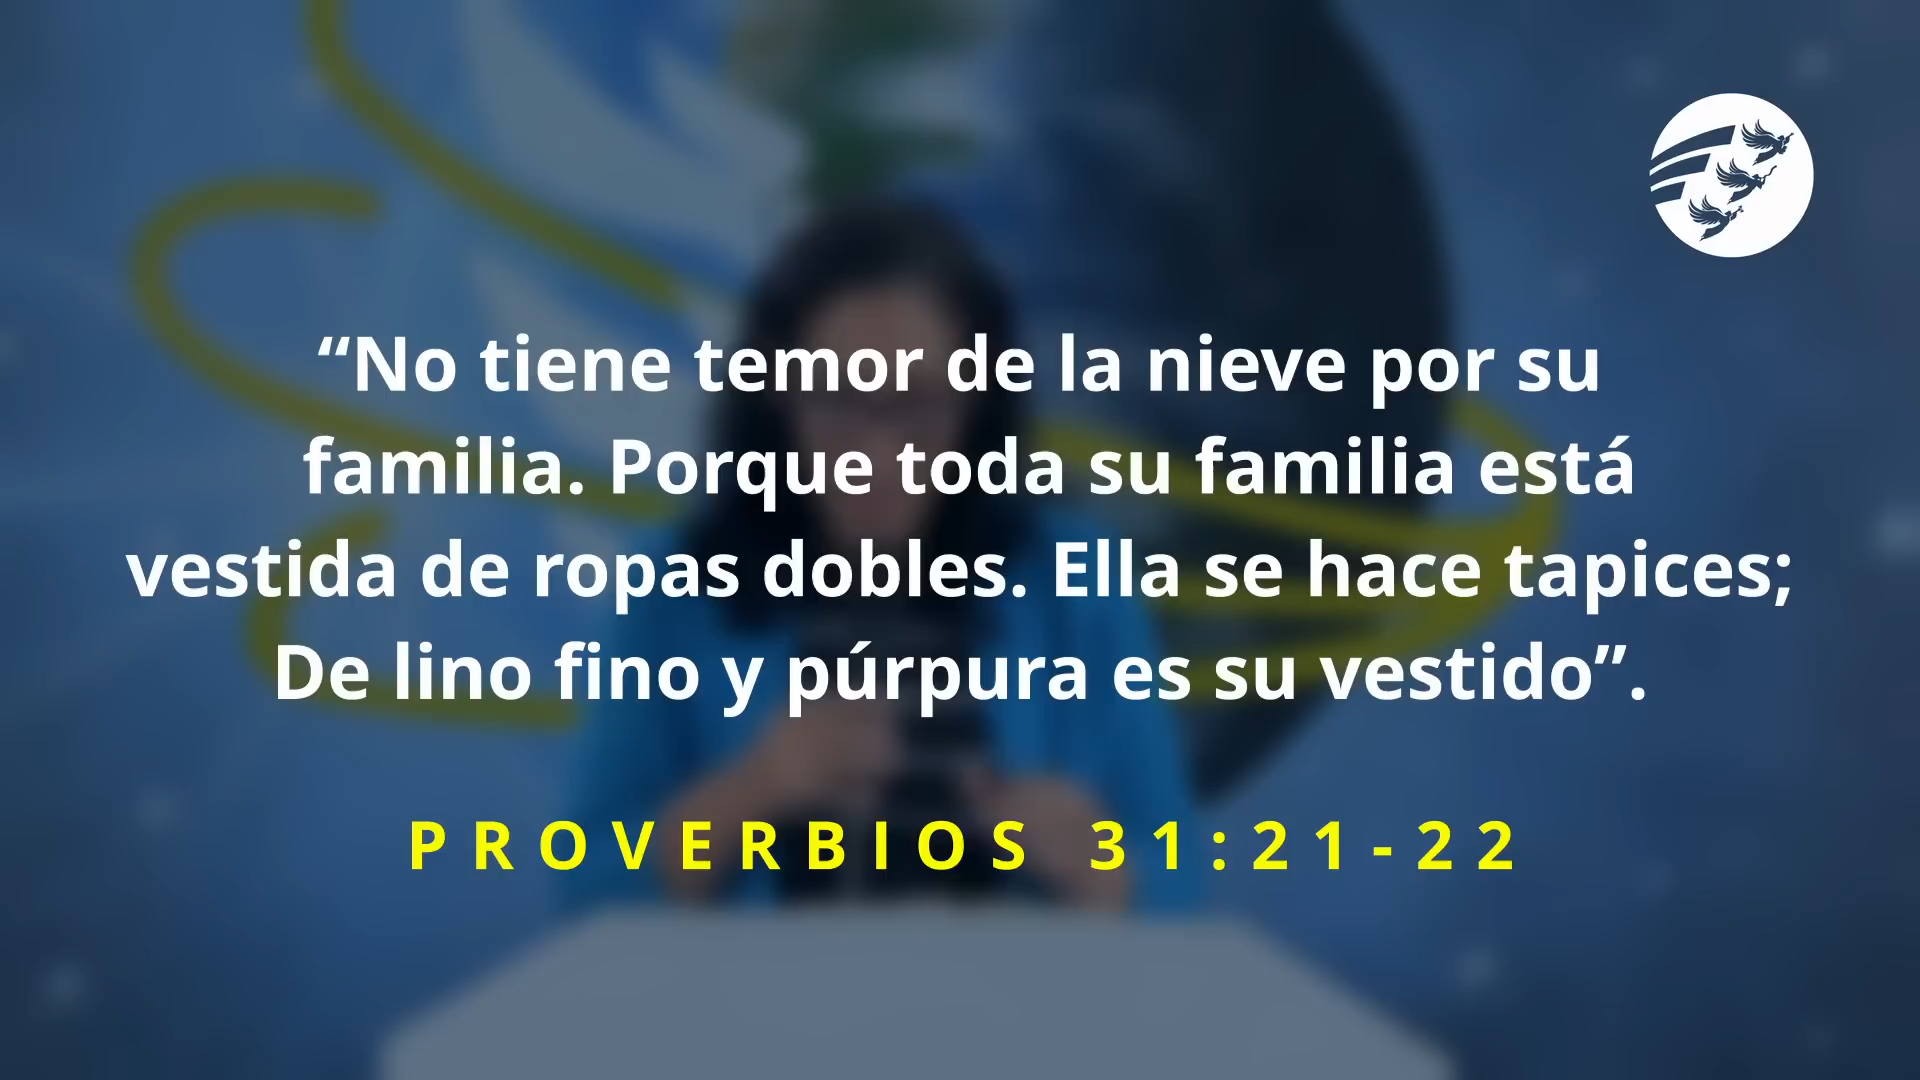 “No tiene temor de la nieve por su
familia. Porque toda su familia está
vestida de ropas dobles. Ella se hace tapices;
De lino fino y púrpura es su vestido”.
PROVERBIOS 31:21-22